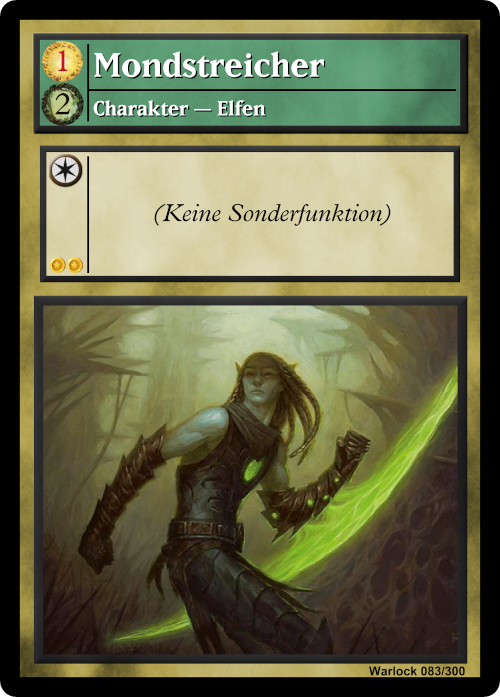 1
Mondstreicher
2
Charakter — Elfen
(Keine Sonderfunktion)
Warlock 083/300